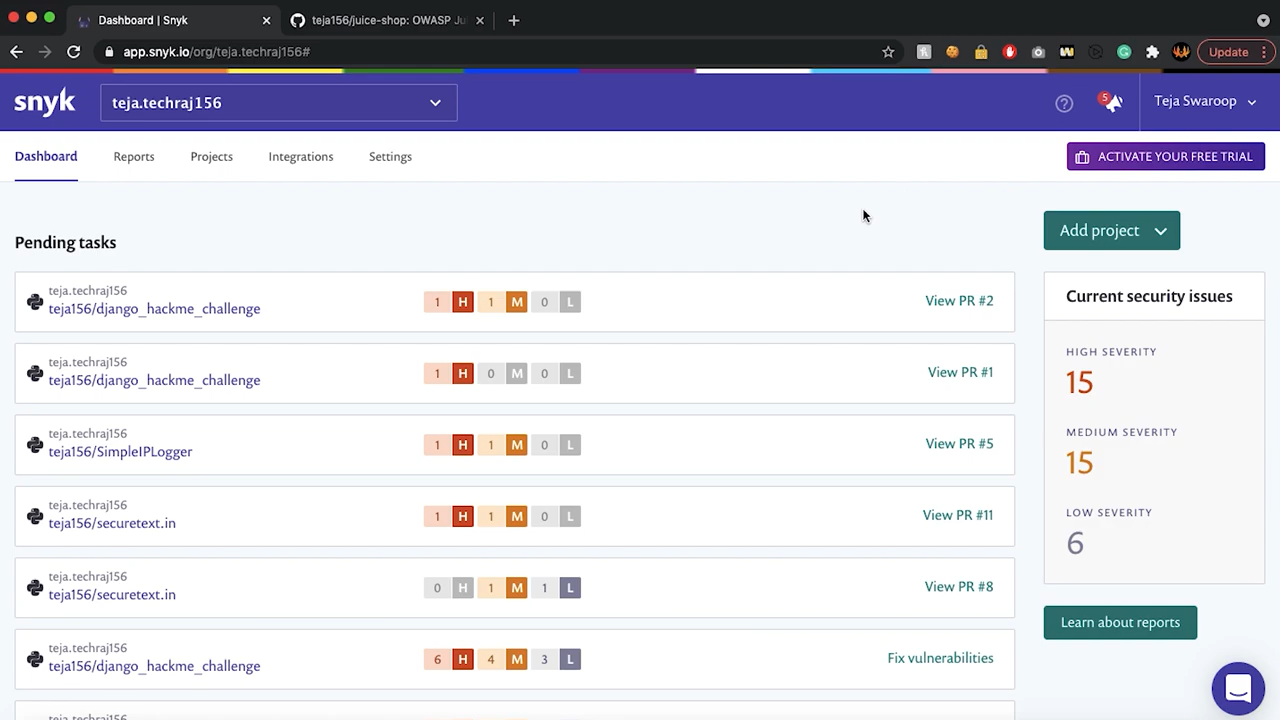 Dashboard | Snyk
teja156/juice-shop: OWASP Ju
app.snyk.io/org/teja.techraj156#
Update
snyk
teja.techraj156
5
Teja Swaroop
Dashboard
Reports
Projects
Integrations
Settings
ACTIVATE YOUR FREE TRIAL
Add project
Pending tasks
teja.techraj156
teja156/django_hackme_challenge
1 H 1 M 0 L
View PR #2
teja.techraj156
teja156/django_hackme_challenge
1 H 0 M 0 L
View PR #1
teja.techraj156
teja156/SimpleIPLogger
1 H 1 M 0 L
View PR #5
teja.techraj156
teja156/securetext.in
1 H 1 M 0 L
View PR #11
teja.techraj156
teja156/securetext.in
0 H 1 M 1 L
View PR #8
teja.techraj156
teja156/django_hackme_challenge
6 H 4 M 3 L
Fix vulnerabilities
teja.techraj156
Current security issues
HIGH SEVERITY
15
MEDIUM SEVERITY
15
LOW SEVERITY
6
Learn about reports